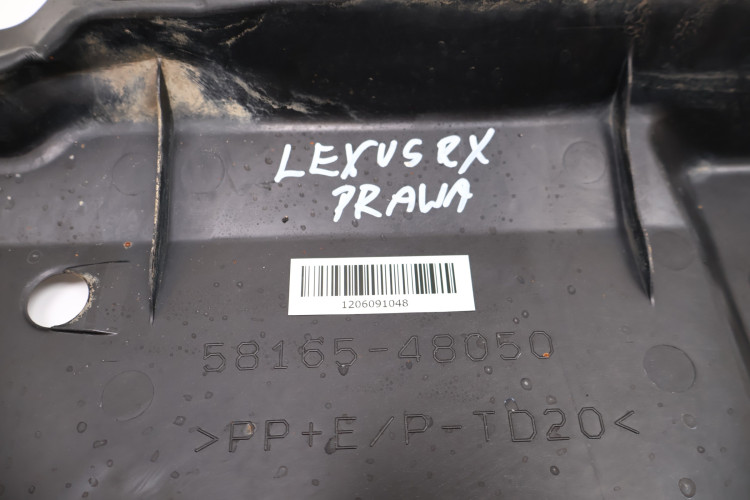 LEXUS RX
PRAWA
1206091048
58165-48050
>PP+E/P-TD20<